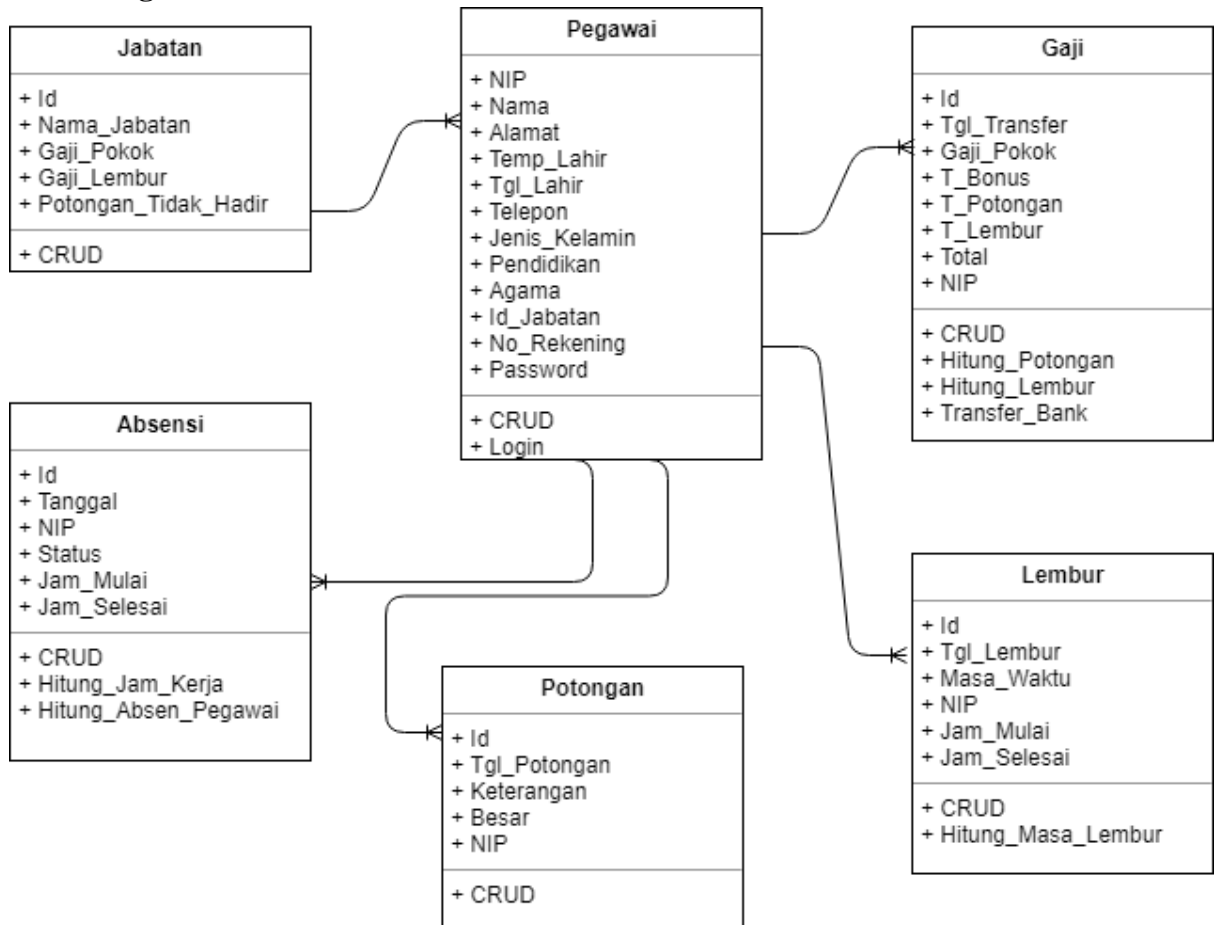 Jabatan
+ Id
+ Nama_Jabatan
+ Gaji_Pokok
+ Gaji_Lembur
+ Potongan_Tidak_Hadir
+ CRUD
Pegawai
+ NIP
+ Nama
+ Alamat
+ Temp_Lahir
+ Tgl_Lahir
+ Telepon
+ Jenis_Kelamin
+ Pendidikan
+ Agama
+ Id_Jabatan
+ No_Rekening
+ Password
+ CRUD
+ Login
Gaji
+ Id
+ Tgl_Transfer
+ Gaji_Pokok
+ T_Bonus
+ T_Potongan
+ T_Lembur
+ Total
+ NIP
+ CRUD
+ Hitung_Potongan
+ Hitung_Lembur
+ Transfer_Bank
Absensi
+ Id
+ Tanggal
+ NIP
+ Status
+ Jam_Mulai
+ Jam_Selesai
+ CRUD
+ Hitung_Jam_Kerja
+ Hitung_Absen_Pegawai
Potongan
+ Id
+ Tgl_Potongan
+ Keterangan
+ Besar
+ NIP
+ CRUD
Lembur
+ Id
+ Tgl_Lembur
+ Masa_Waktu
+ NIP
+ Jam_Mulai
+ Jam_Selesai
+ CRUD
+ Hitung_Masa_Lembur